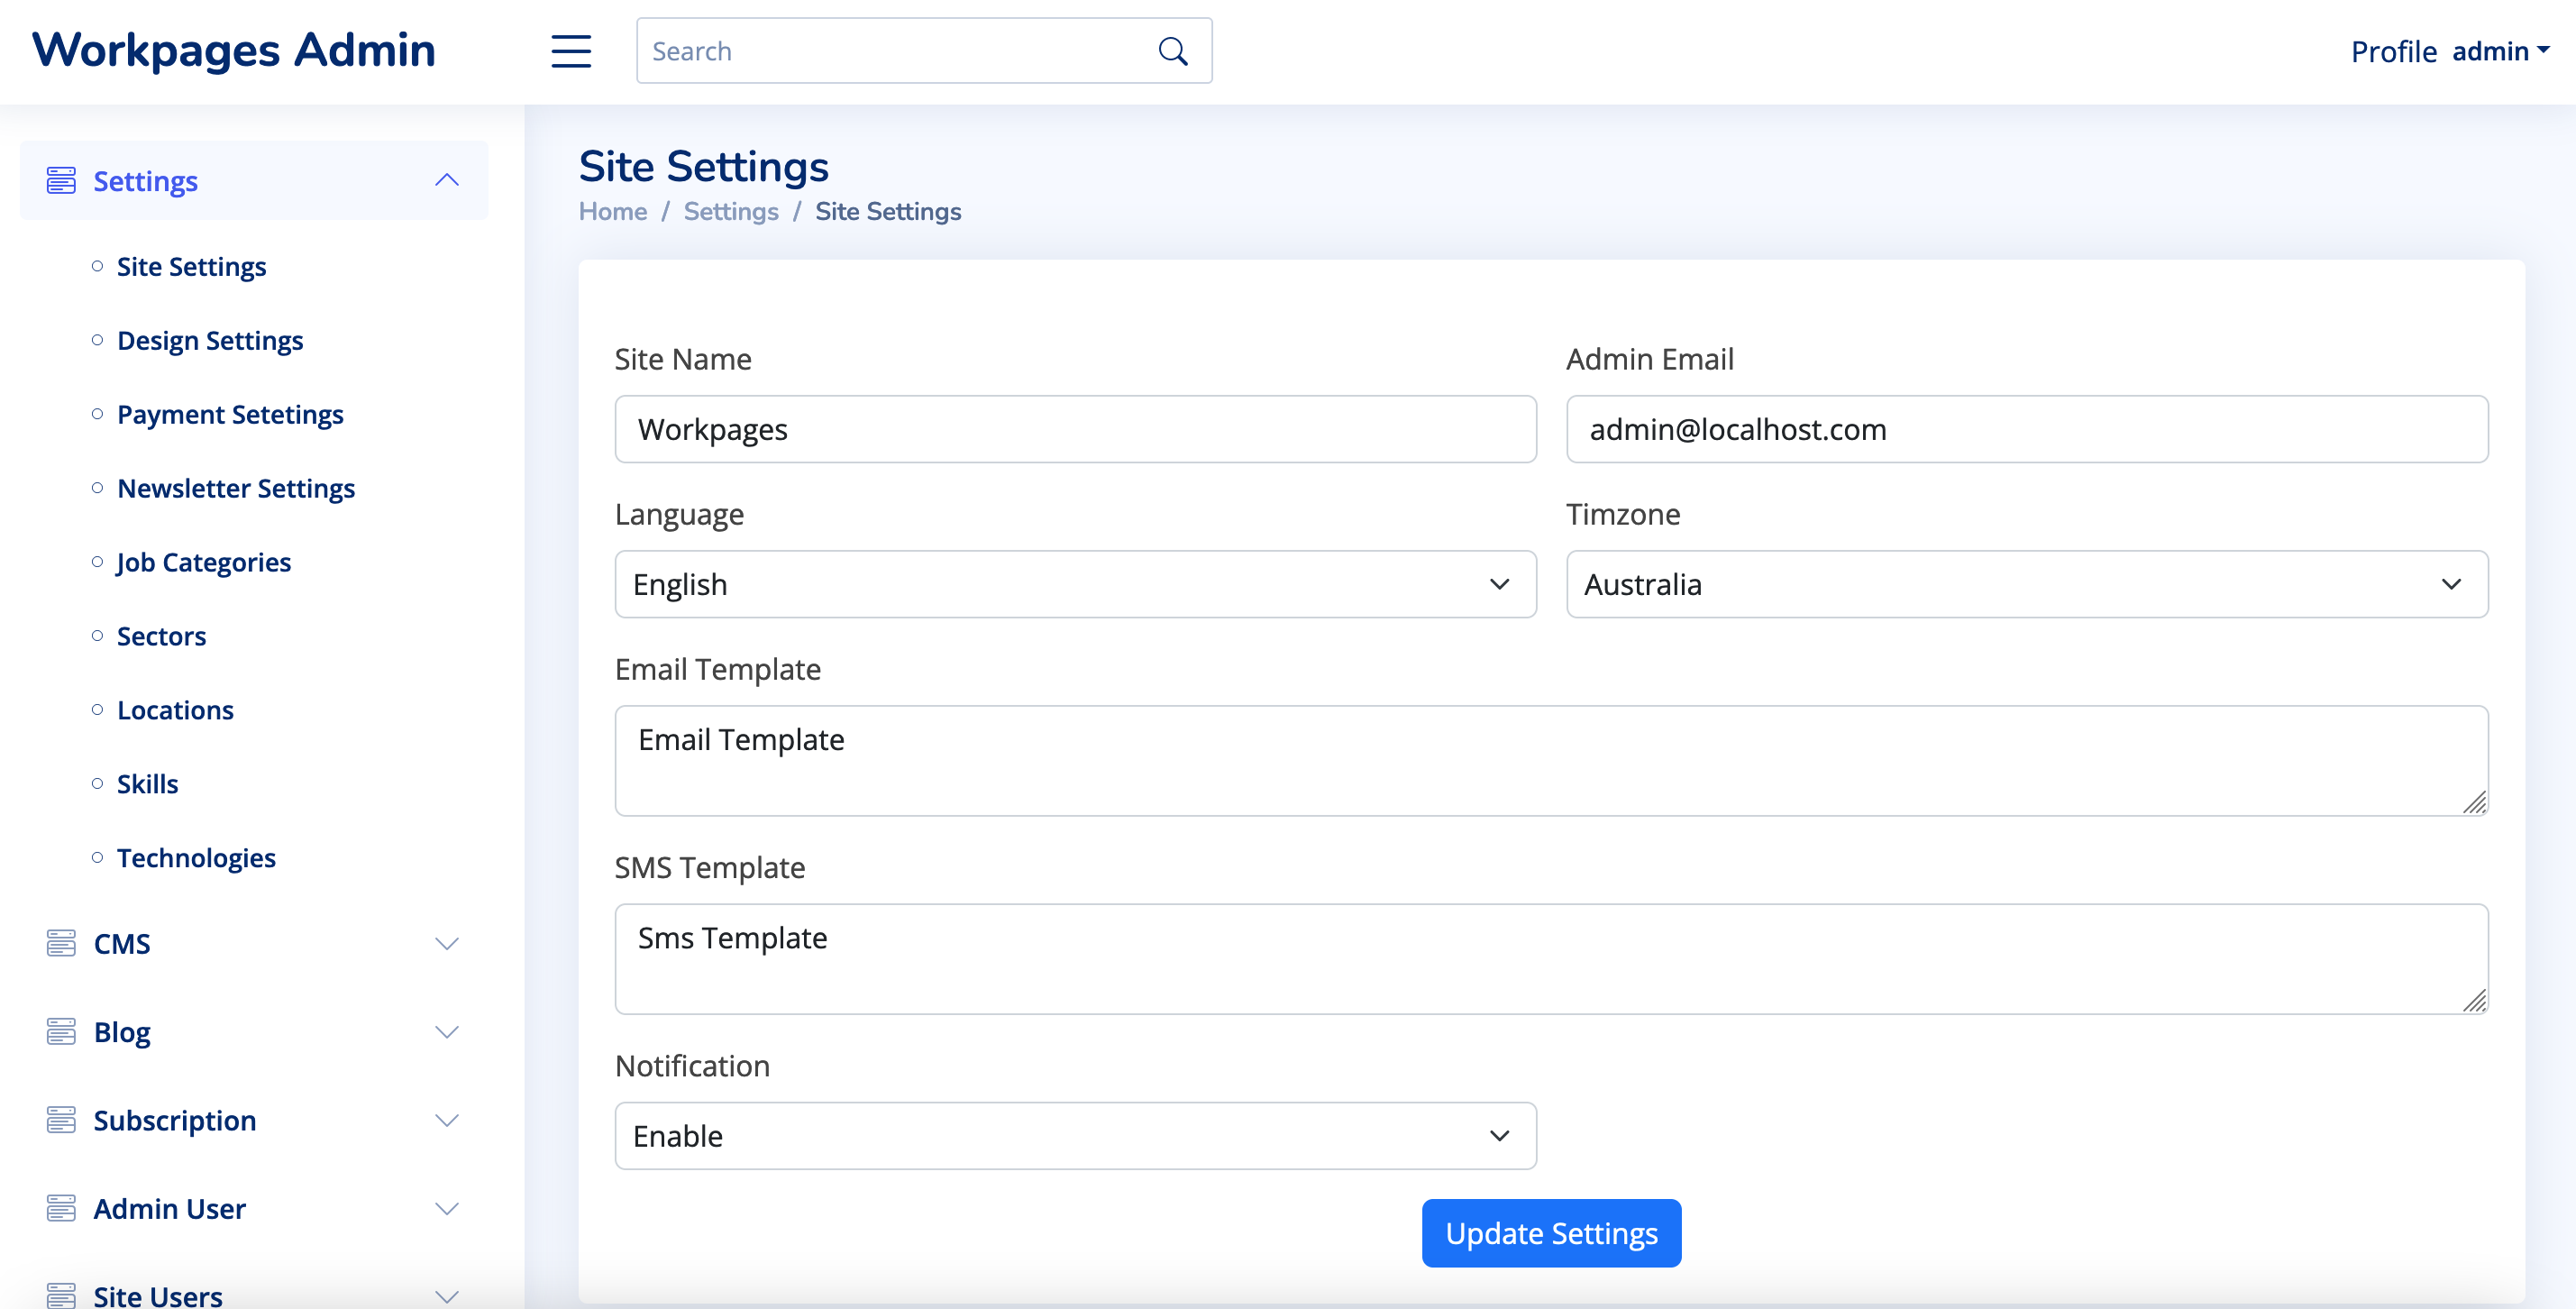 Workpages Admin
Search
Profile admin
Settings
Site Settings
Design Settings
Payment Setetings
Newsletter Settings
Job Categories
Sectors
Locations
Skills
Technologies
CMS
Blog
Subscription
Admin User
Site Users
Site Settings
Home / Settings / Site Settings
Site Name
Workpages
Admin Email
admin@localhost.com
Language
English
Timzone
Australia
Email Template
Email Template
SMS Template
Sms Template
Notification
Enable
Update Settings